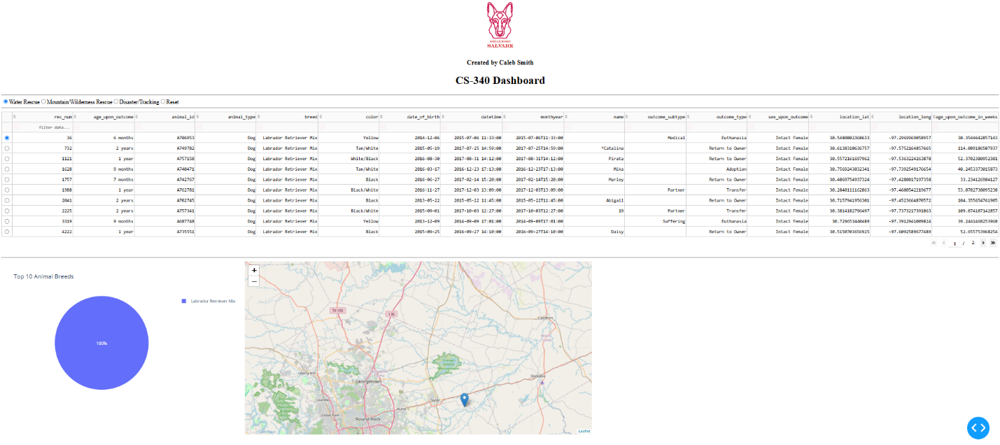 GRAZIOSO
SALVARE
Created by Caleb Smith
CS-340 Dashboard
Water Rescue Mountain/Wilderness Rescue Disaster/Tracking Reset
rec_num age_upon_outcome animal_id animal_type breed color date_of_birth datetime monthyear name outcome_subtype outcome_type sex_upon_outcome location_lat location_long age_upon_outcome_in_weeks
filter data...
36 6 months A706953 Dog Labrador Retriever Mix Yellow 2014-12-06 2015-07-06 11:33:00 2015-07-06T11:33:00 Medical Euthanasia Intact Female 30.5480802368633 -97.2969969058957 30.3544642857143
732 2 years A749782 Dog Labrador Retriever Mix Tan/White 2015-05-19 2017-07-25 14:59:00 2017-07-25T14:59:00 *Catalina Return to Owner Intact Female 30.6138310636757 -97.5752164857665 114.089186507937
1121 1 year A757158 Dog Labrador Retriever Mix White/Black 2016-08-30 2017-08-31 14:12:00 2017-08-31T14:12:00 Pirata Return to Owner Intact Female 30.5572161697962 -97.5363224263878 52.3702380952381
1628 9 months A740471 Dog Labrador Retriever Mix Tan/White 2016-03-17 2016-12-23 17:13:00 2016-12-23T17:13:00 Mika Adoption Intact Female 30.7569243032341 -97.7392549176654 40.2453373015873
1757 7 months A742767 Dog Labrador Retriever Mix Black 2016-06-27 2017-02-14 15:20:00 2017-02-14T15:20:00 Marley Return to Owner Intact Female 30.4869754937324 -97.4280017197358 33.234126984127
1988 1 year A762781 Dog Labrador Retriever Mix Black/White 2016-11-27 2017-12-03 13:09:00 2017-12-03T13:09:00 Partner Transfer Intact Female 30.2840111162863 -97.4600542219677 53.0782738095238
2041 2 years A702745 Dog Labrador Retriever Mix Black 2013-05-22 2015-05-22 11:45:00 2015-05-22T11:45:00 Abigail Return to Owner Intact Female 30.7157941956301 -97.4523664870572 104.355654761905
2225 2 years A757341 Dog Labrador Retriever Mix Black/White 2015-09-01 2017-10-03 12:27:00 2017-10-03T12:27:00 19 Partner Transfer Intact Female 30.3814182796497 -97.7373217391863 109.074107142857
3319 9 months A687748 Dog Labrador Retriever Mix Yellow 2013-12-09 2014-09-09 17:01:00 2014-09-09T17:01:00 Suffering Euthanasia Intact Female 30.729653440489 -97.3912941009824 39.2441468253968
4222 1 year A735551 Dog Labrador Retriever Mix Black 2015-09-25 2016-09-27 14:10:00 2016-09-27T14:10:00 Daisy Return to Owner Intact Female 30.5150703656925 -97.6092589677489 52.655753968254
1 / 2
Top 10 Animal Breeds
Labrador Retriever Mix
100%
+
−
TX 195
I 35
Cameron
Granger
Wildlife
Management
Area
Liberty Hill
Georgetown
Rockdale
Leander
Taylor
Hutto
Cedar Park
Round Rock
Leaflet